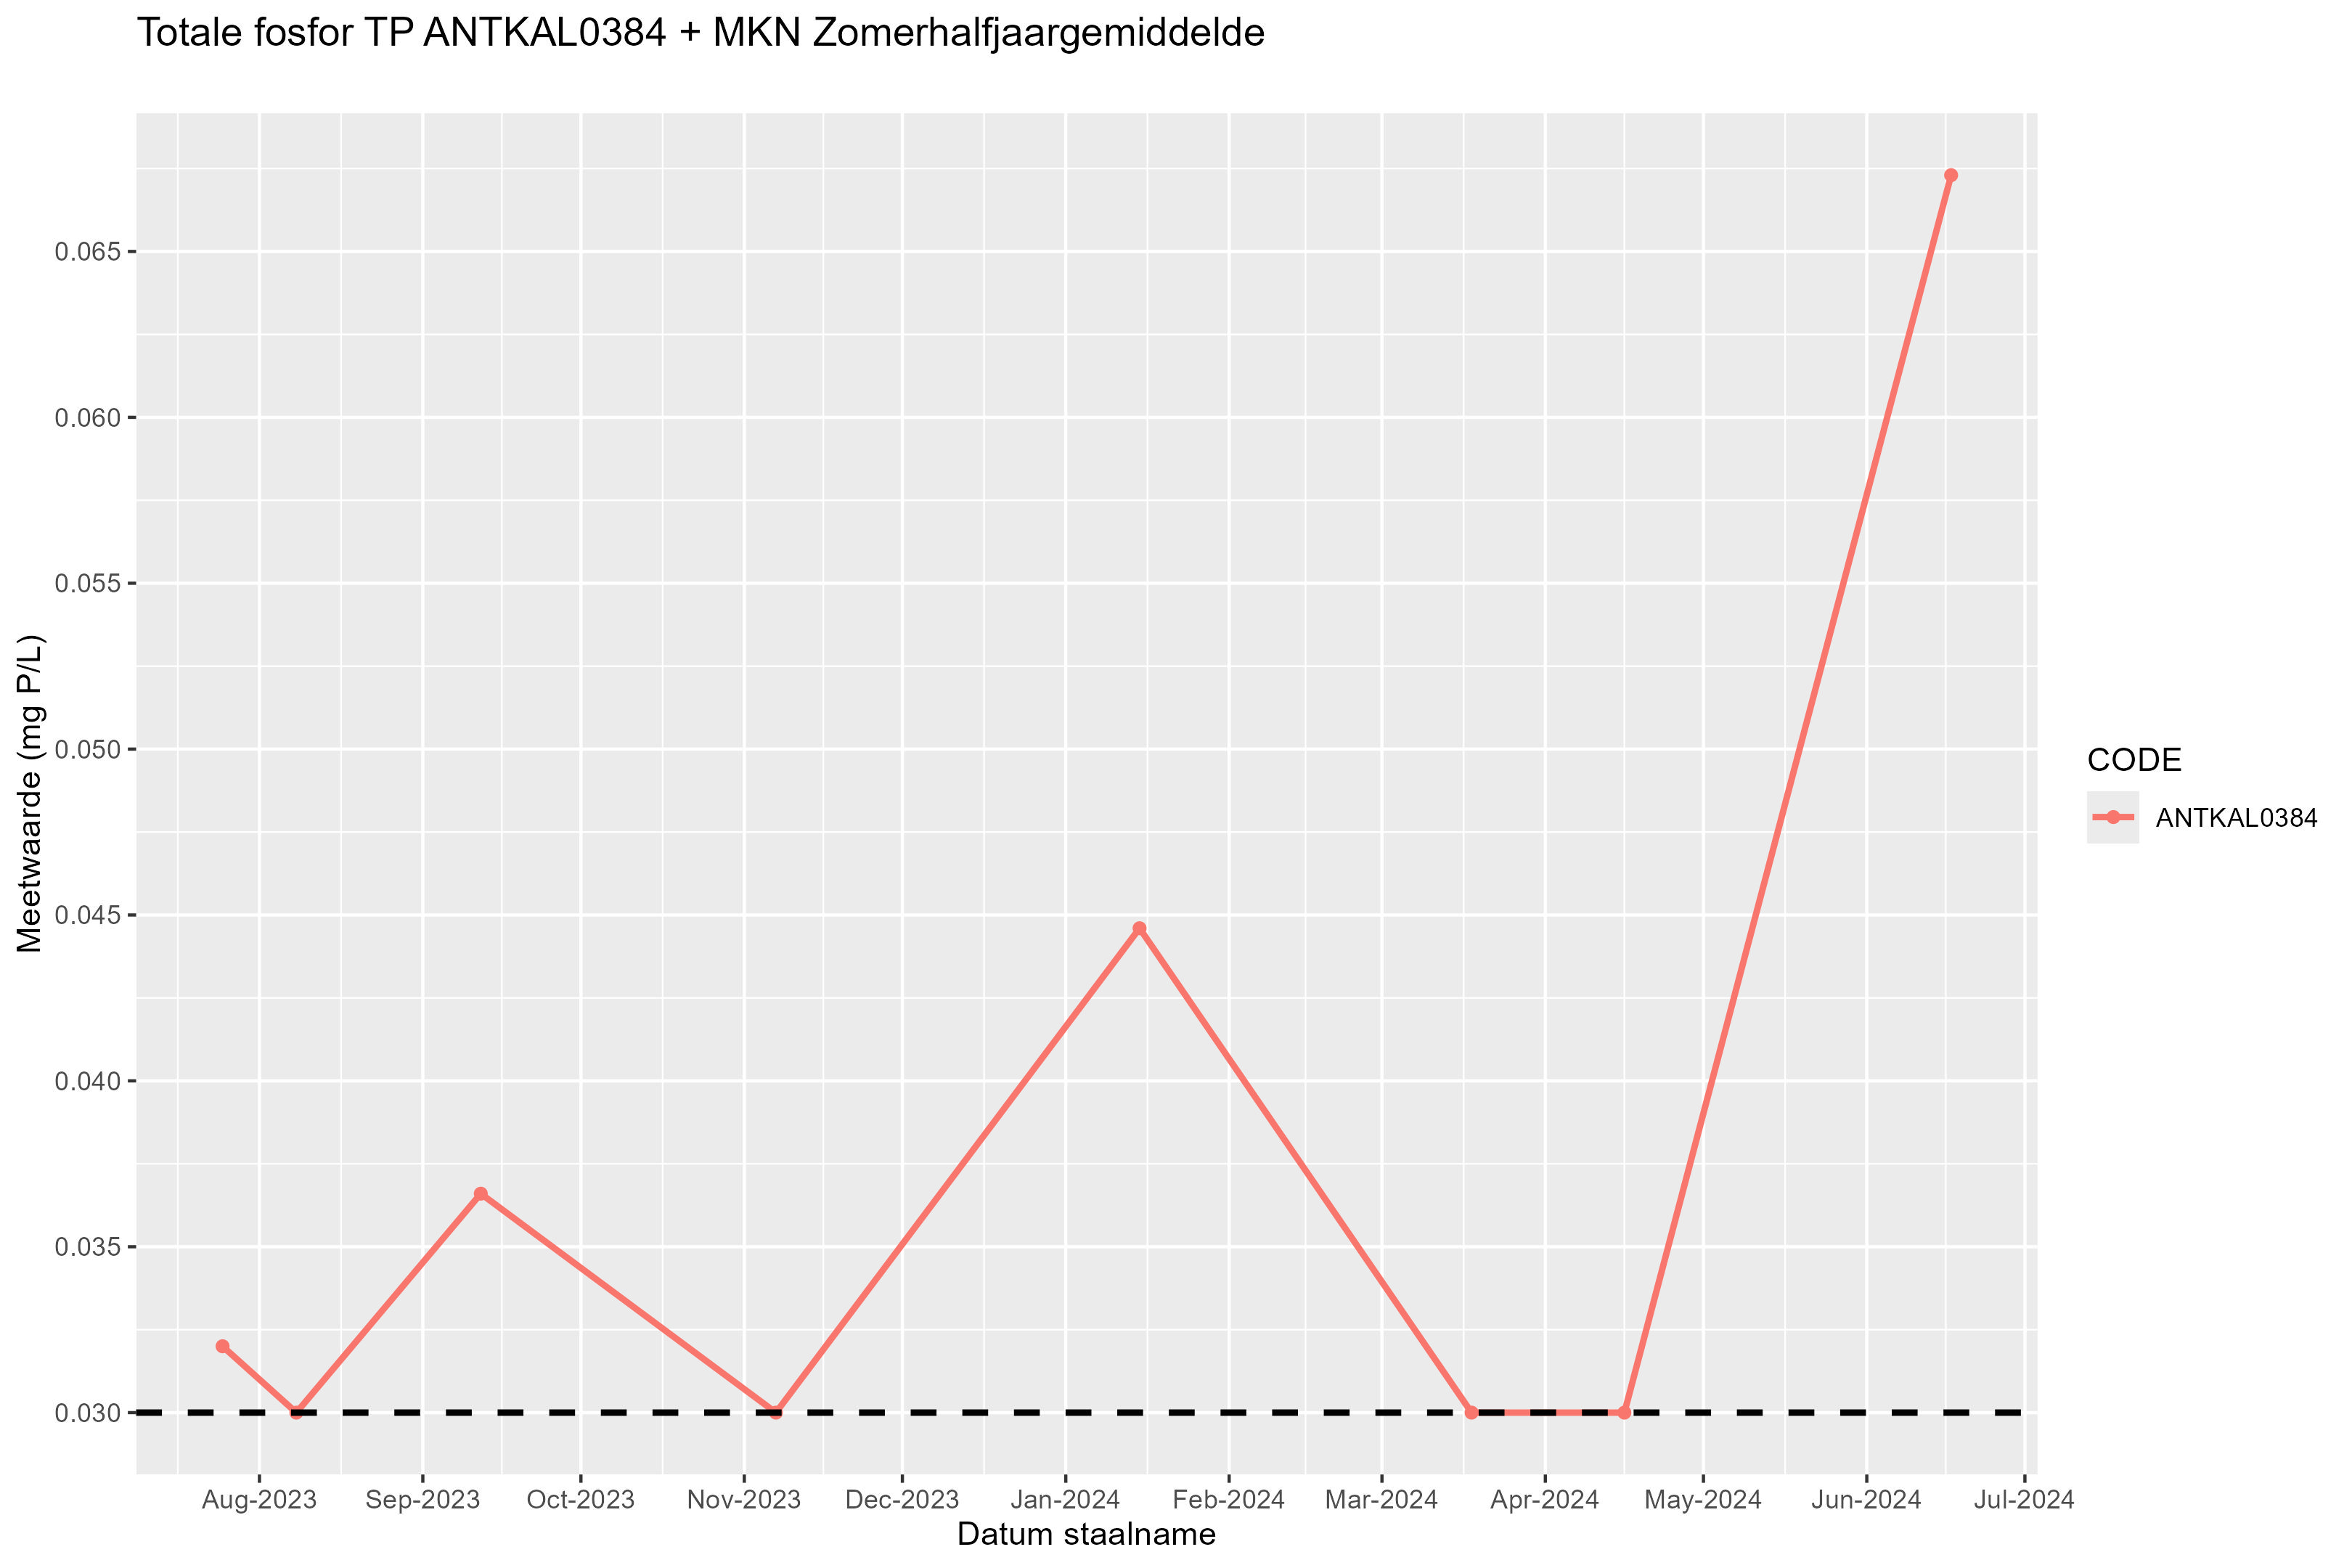 Totale fosfor TP ANTKAL0384 + MKN Zomerhalfjaargemiddelde
Meetwaarde (mg P/L)
0.065
0.060
0.055
0.050
0.045
0.040
0.035
0.030
Aug-2023 Sep-2023 Oct-2023 Nov-2023 Dec-2023 Jan-2024 Feb-2024 Mar-2024 Apr-2024 May-2024 Jun-2024 Jul-2024
Datum staalname
CODE
ANTKAL0384